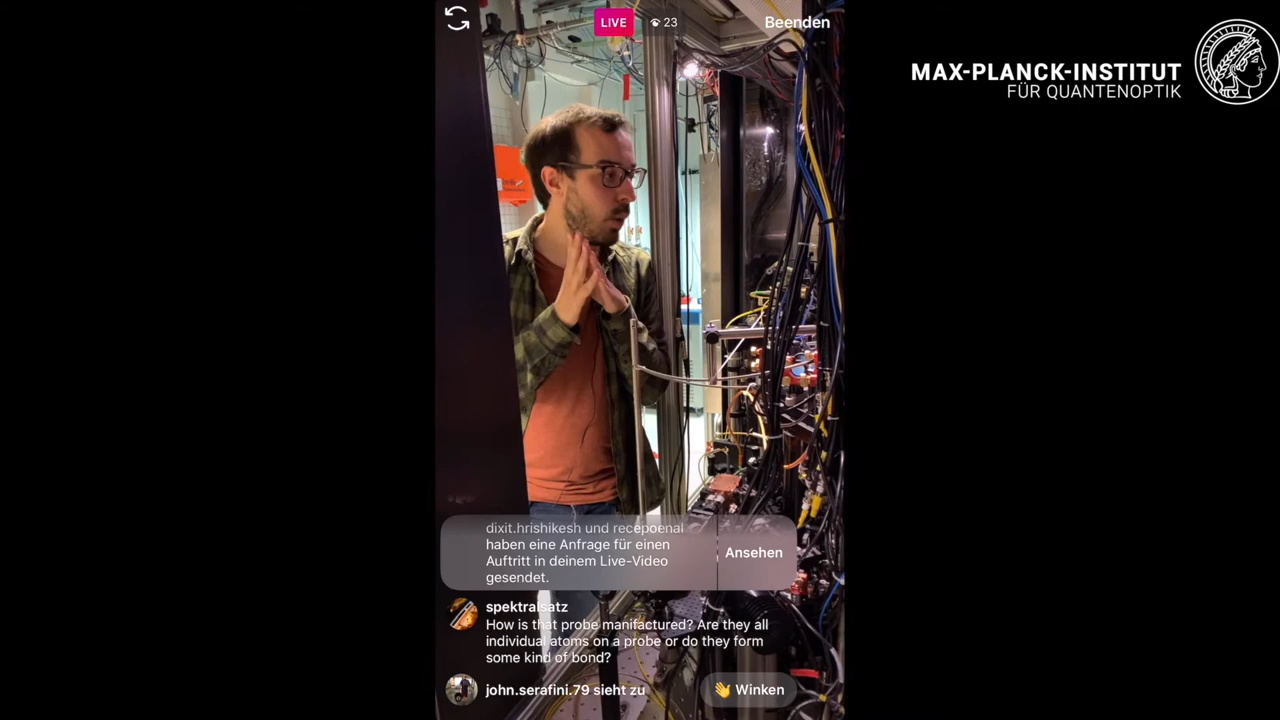 LIVE
23
Beenden
MAX-PLANCK-INSTITUT
FÜR QUANTENOPTIK
dixit.hrishikesh und recepoenal
haben eine Anfrage für einen
Auftritt in deinem Live-Video
gesendet.
Ansehen
spektralsatz
How is that probe manifactured? Are they all
individual atoms on a probe or do they form
some kind of bond?
john.serafini.79 sieht zu
👋 Winken